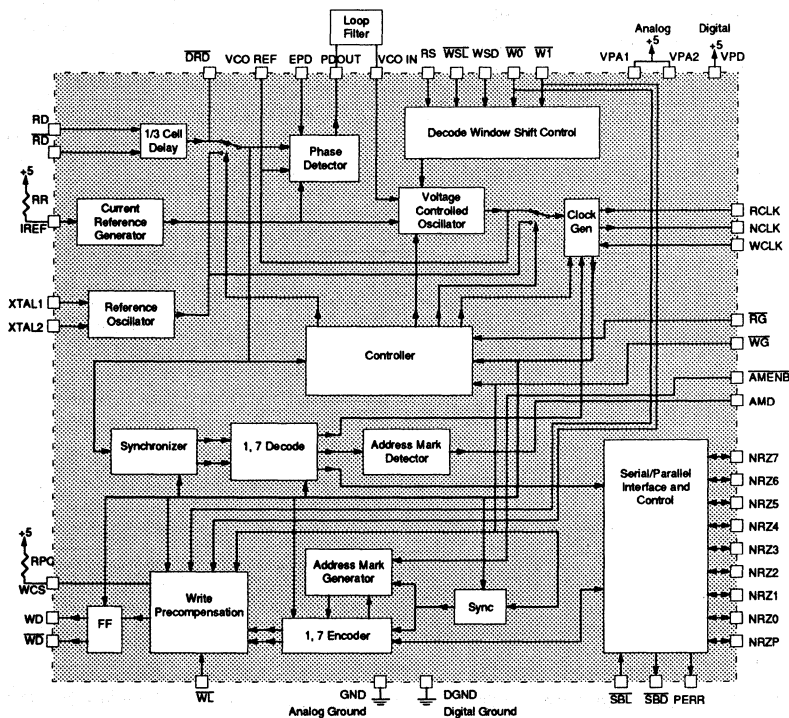 Loop
Filter
Analog
+5
Digital
+5
DRD VCO REF EPD PDOUT VCO IN RS WSL WSD W0 W1 VPA1 VPA2 VPD
RD
RD
1/3 Cell
Delay
Phase
Detector
Decode Window Shift Control
+5
RR
IREF
Current
Reference
Generator
Voltage
Controlled
Oscillator
Clock
Gen
RCLK
NCLK
WCLK
XTAL1
XTAL2
Reference
Oscillator
Controller
RG
WG
AMENB
AMD
Synchronizer
1, 7 Decode
Address Mark
Detector
Serial/Parallel
Interface and
Control
NRZ7
NRZ6
NRZ5
NRZ4
NRZ3
NRZ2
NRZ1
NRZ0
NRZP
+5
RPC
WCS
WD
WD
FF
Write
Precompensation
Address Mark
Generator
1, 7 Encoder
Sync
WL
GND
Analog Ground
DGND
Digital Ground
SBL SBD PERR